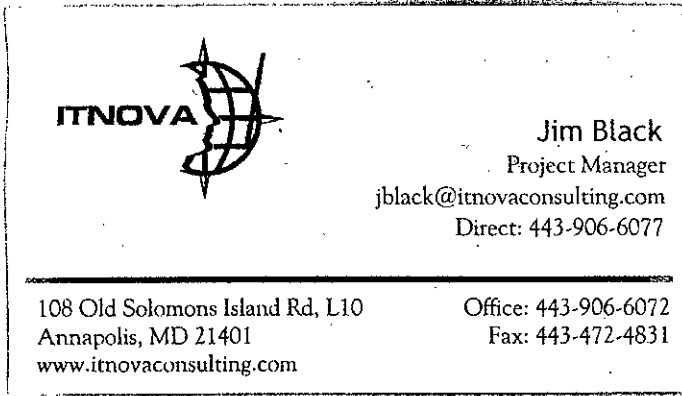 ITNOVA
Jim Black
Project Manager
jblack@itnovaconsulting.com
Direct: 443-906-6077
108 Old Solomons Island Rd, L10
Annapolis, MD 21401
www.itnovaconsulting.com
Office: 443-906-6072
Fax: 443-472-4831